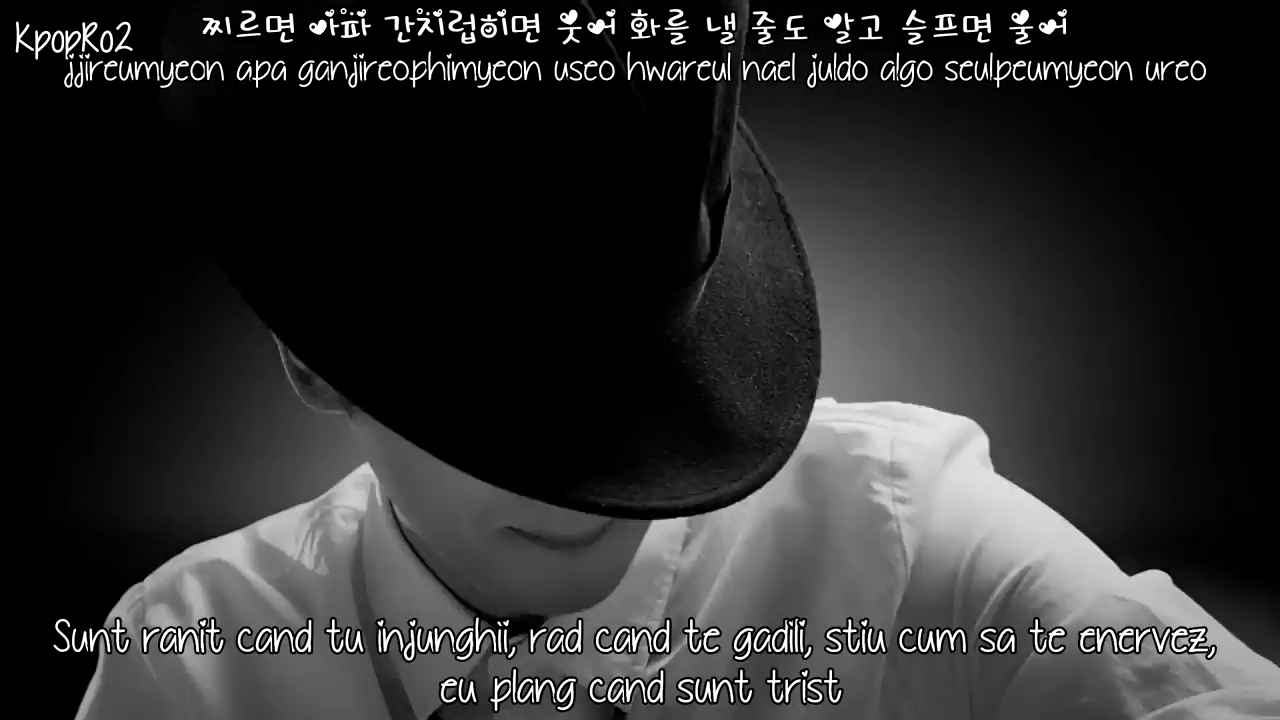 찌르면 아파 간지럽히면 웃어 화를 낼 줄도 알고 슬프면 울어
KpopRo2
jjireumyeon apa ganjireophimyeon useo hwareul nael juldo algo seulpeumyeon ureo
Sunt ranit cand tu injunghii, rad cand te gadili, stiu cum sa te enervez,
eu plang cand sunt trist